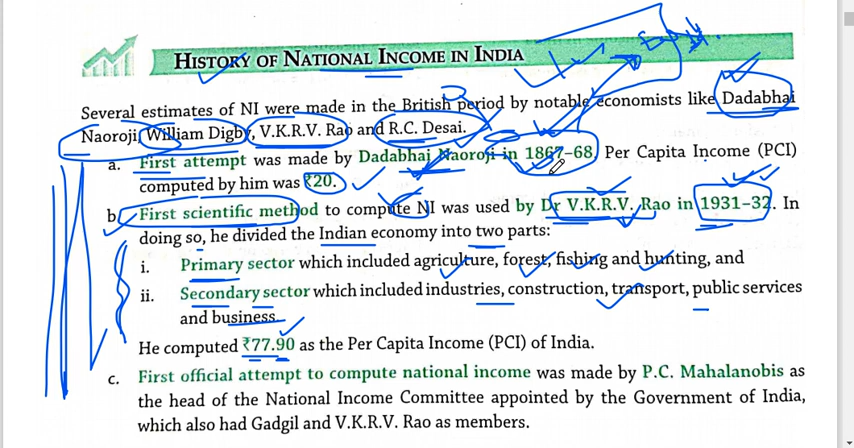 HISTORY OF NATIONAL INCOME IN INDIA
Several estimates of NI were made in the British period by notable economists like Dadabhai
Naoroji, William Digby, V.K.R.V. Rao and R.C. Desai.
a. First attempt was made by Dadabhai Naoroji in 1867–68. Per Capita Income (PCI)
computed by him was ₹20.
b. First scientific method to compute NI was used by Dr V.K.R.V. Rao in 1931–32. In
doing so, he divided the Indian economy into two parts:
i. Primary sector which included agriculture, forest, fishing and hunting, and
ii. Secondary sector which included industries, construction, transport, public services
and business.
He computed ₹77.90 as the Per Capita Income (PCI) of India.
c. First official attempt to compute national income was made by P.C. Mahalanobis as
the head of the National Income Committee appointed by the Government of India,
which also had Gadgil and V.K.R.V. Rao as members.